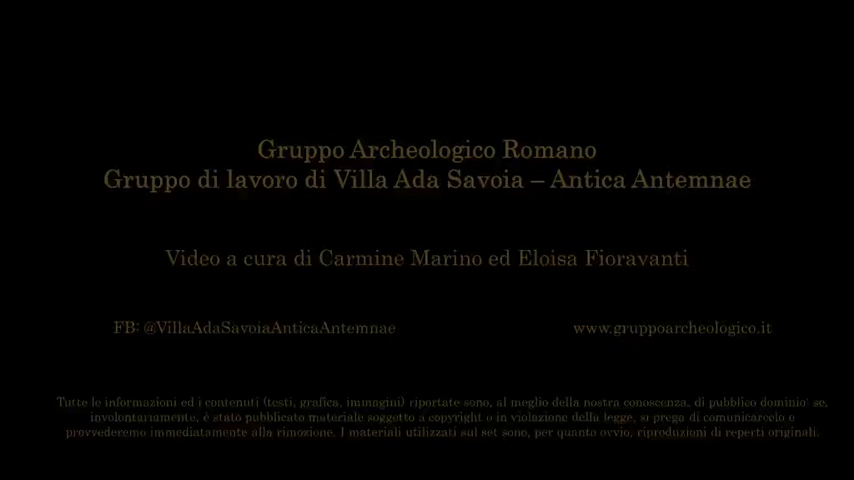 Gruppo Archeologico Romano
Gruppo di lavoro di Villa Ada Savoia – Antica Antemnae
Video a cura di Carmine Marino ed Eloisa Fioravanti
FB: @VillaAdaSavoiaAnticaAntemnae
www.gruppoarcheologico.it
Tutte le informazioni ed i contenuti (testi, grafica, immagini) riportate sono, al meglio della nostra conoscenza, di pubblico dominio: se,
involontariamente, è stato pubblicato materiale soggetto a copyright o in violazione della legge, si prega di comunicarcelo e
provvederemo immediatamente alla rimozione. I materiali utilizzati sul set sono, per quanto ovvio, riproduzioni di reperti originali.